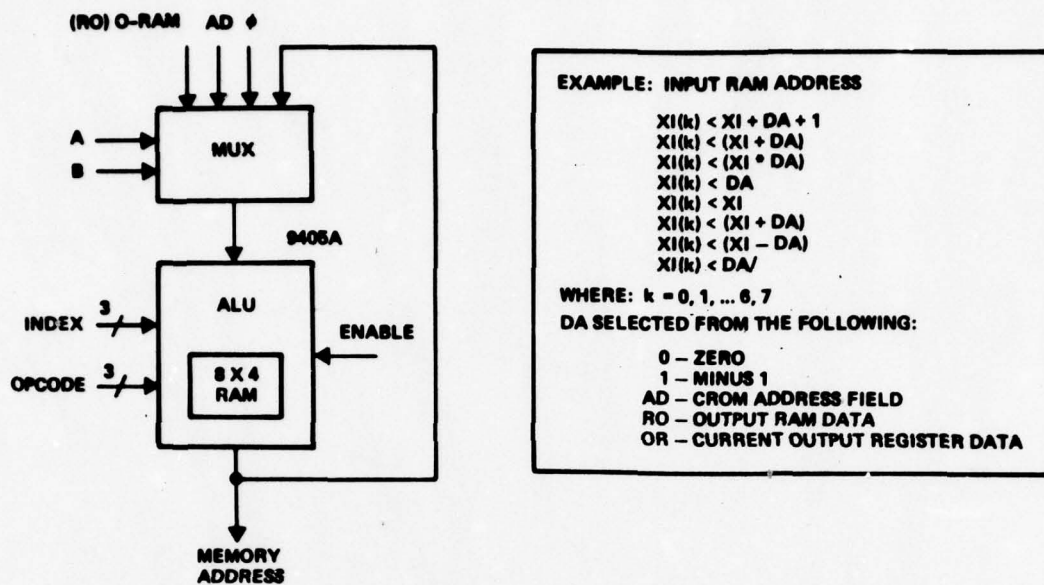 (RO) O-RAM AD ϕ
A
B
MUX
9405A
ALU
INDEX 3
ENABLE
OPCODE 3
8 X 4
RAM
MEMORY
ADDRESS
EXAMPLE: INPUT RAM ADDRESS
XI(k) < XI + DA + 1
XI(k) < (XI + DA)
XI(k) < (XI * DA)
XI(k) < DA
XI(k) < XI
XI(k) < (XI + DA)
XI(k) < (XI – DA)
XI(k) < DA/
WHERE: k = 0, 1, ... 6, 7
DA SELECTED FROM THE FOLLOWING:
0 – ZERO
1 – MINUS 1
AD – CROM ADDRESS FIELD
RO – OUTPUT RAM DATA
OR – CURRENT OUTPUT REGISTER DATA